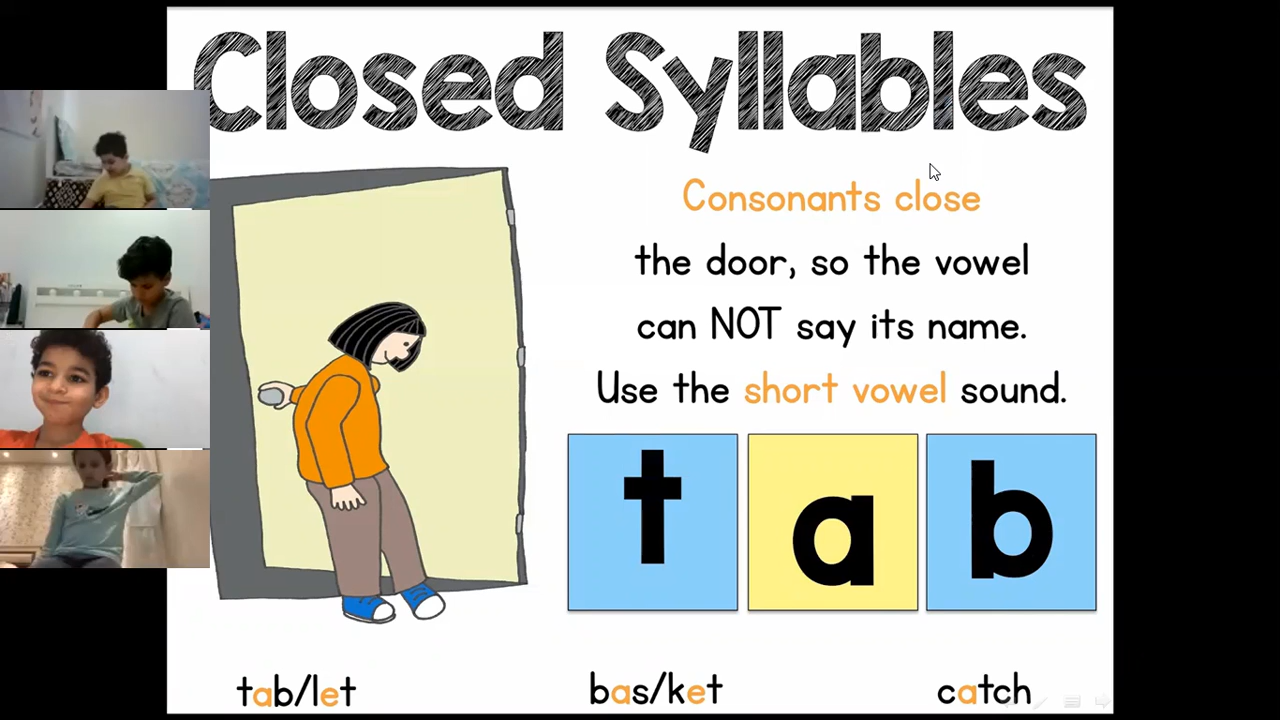 Closed Syllables
Consonants close
the door, so the vowel
can NOT say its name.
Use the short vowel sound.
t a b
tab/let bas/ket catch